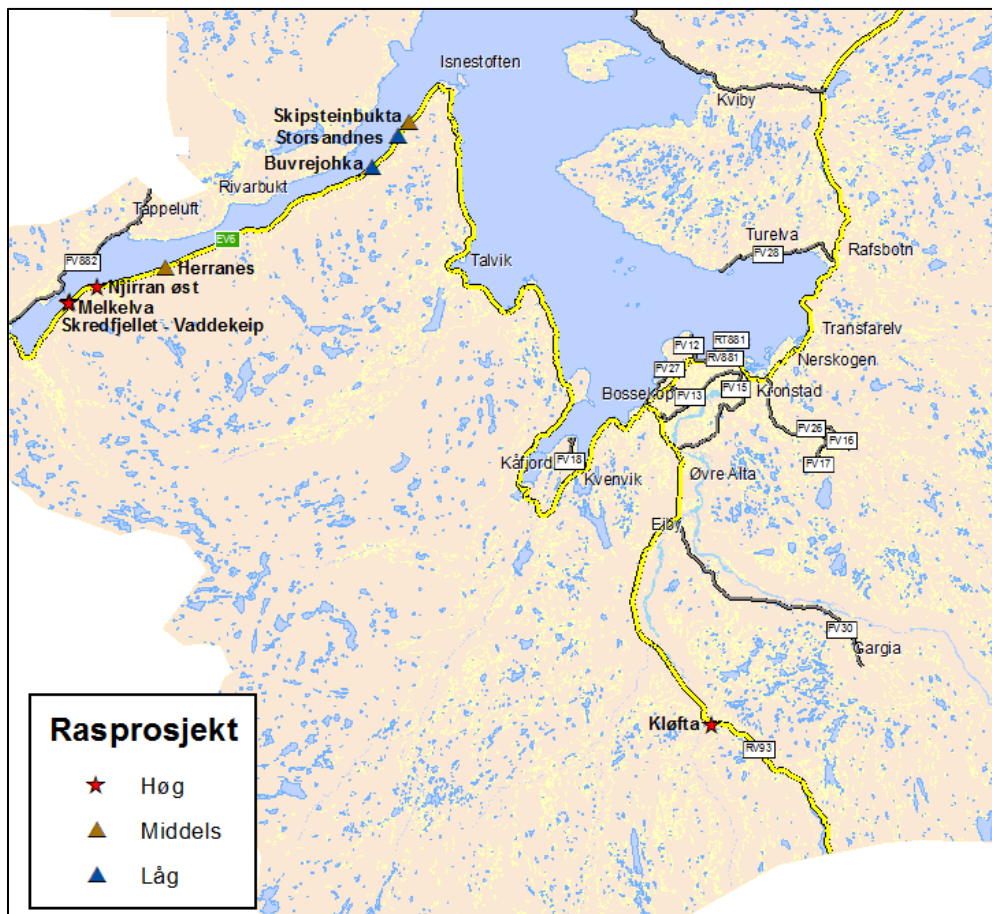 Isnestoften
Kviby
Skipsteinbukta
Storsandnes
Buvrejohka
Rivarbukt
Tappeluft
EV6
Turelva
FV28
Rafsbotn
FV882
Herranes
Talvik
Njirran øst
Melkelva
Skredfjellet - Vaddekeip
Transfarelv
RT881
FV12
RV881
Nerskogen
FV27
FV15
Bossekop
FV13
Kronstad
FV26
FV16
FV17
Kåfjord
FV18
Kvenvik
Øvre Alta
Eiby
FV30
Gargia
Kløfta
RV93
Rasprosjekt
Høg
Middels
Låg